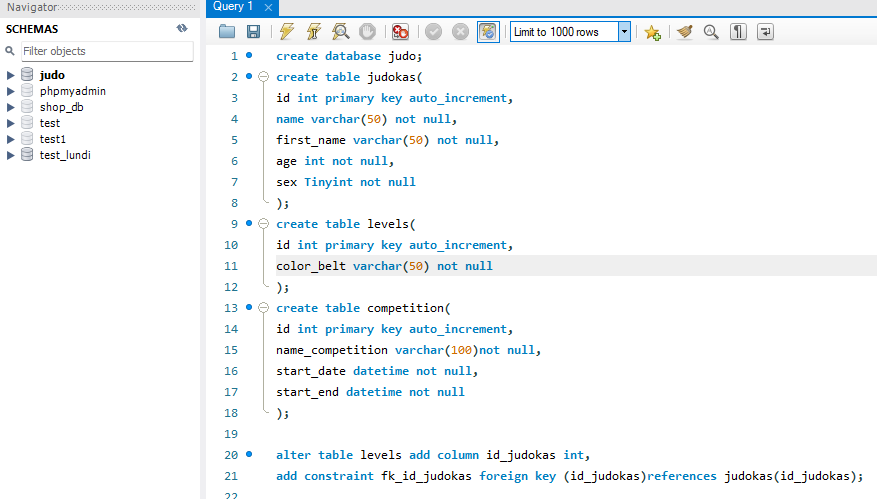 Navigator
SCHEMAS
Filter objects
judo
phpmyadmin
shop_db
test
test1
test_lundi
Query 1
Limit to 1000 rows
1 create database judo;
2 create table judokas(
3 id int primary key auto_increment,
4 name varchar(50) not null,
5 first_name varchar(50) not null,
6 age int not null,
7 sex Tinyint not null
8 );
9 create table levels(
10 id int primary key auto_increment,
11 color_belt varchar(50) not null
12 );
13 create table competition(
14 id int primary key auto_increment,
15 name_competition varchar(100)not null,
16 start_date datetime not null,
17 start_end datetime not null
18 );
19
20 alter table levels add column id_judokas int,
21 add constraint fk_id_judokas foreign key (id_judokas)references judokas(id_judokas);
22